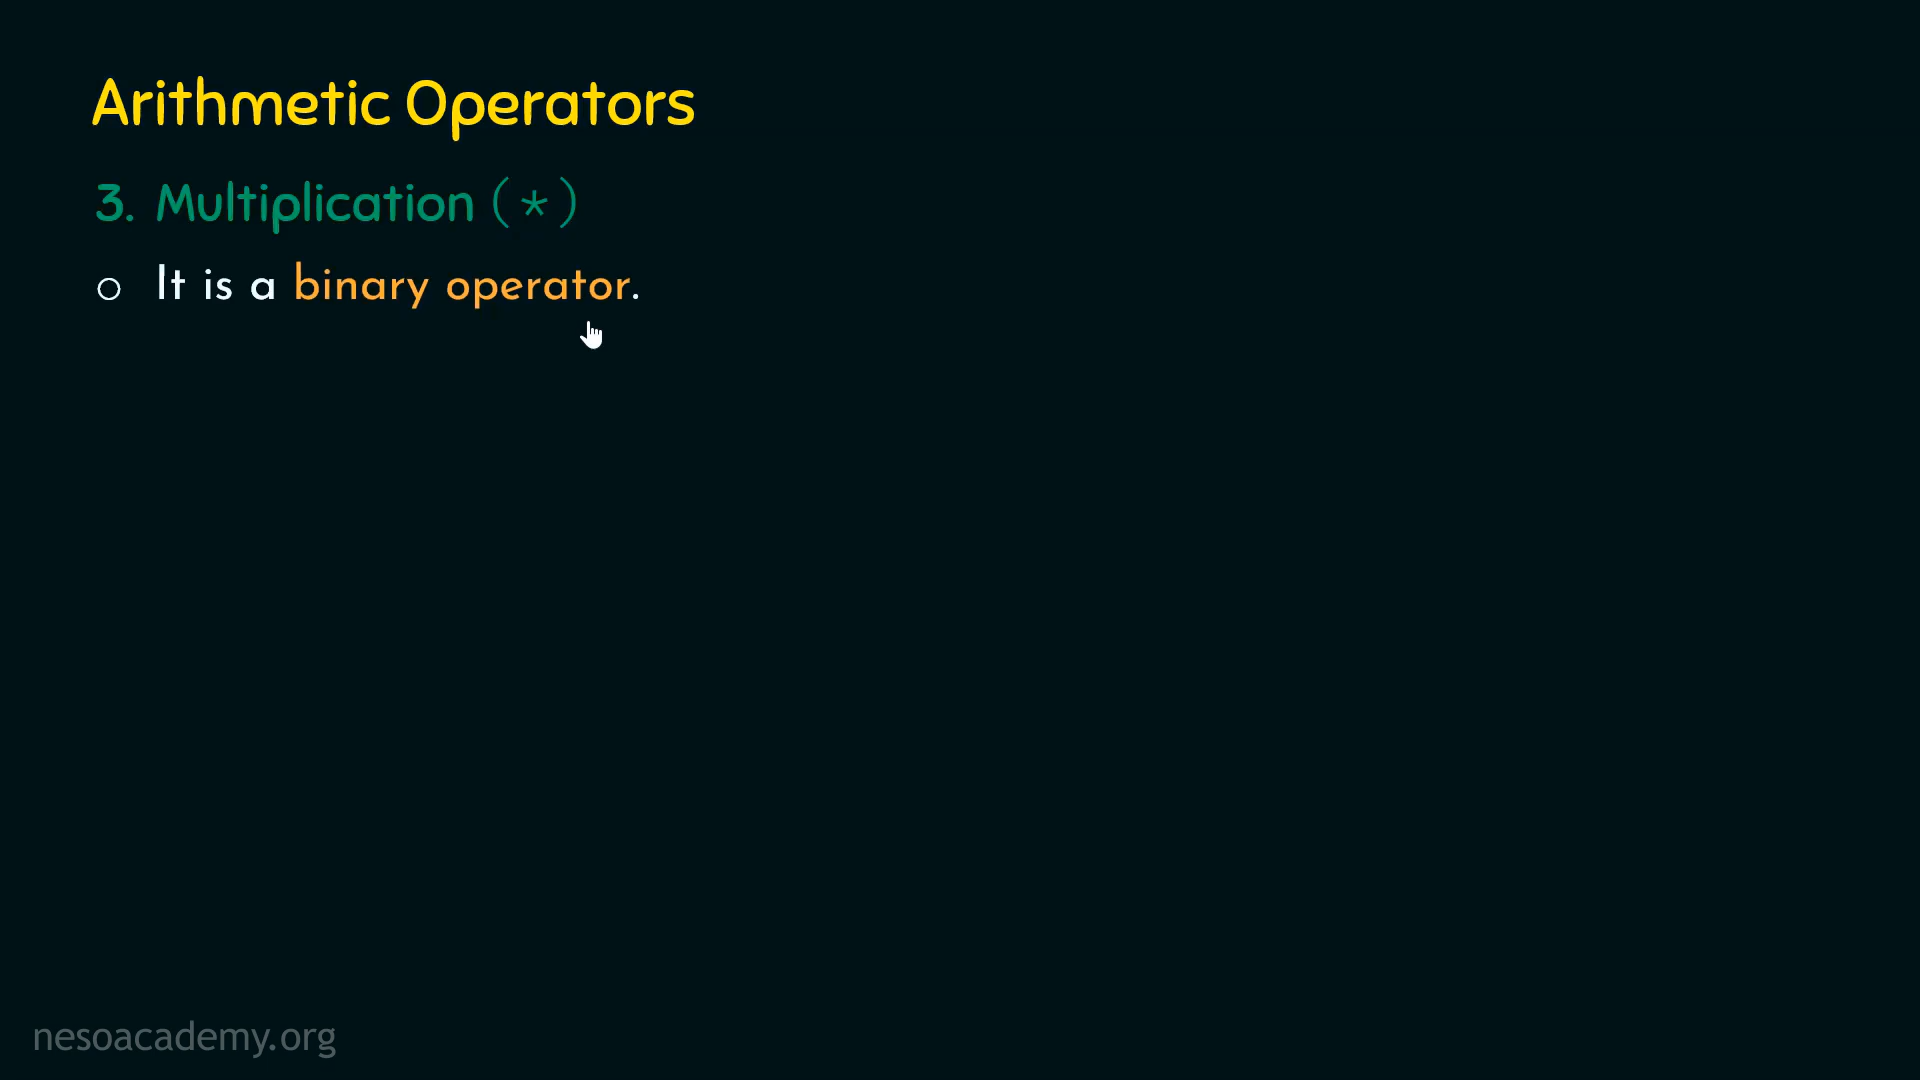 Arithmetic Operators
3. Multiplication (*)
○ It is a binary operator.
nesoacademy.org